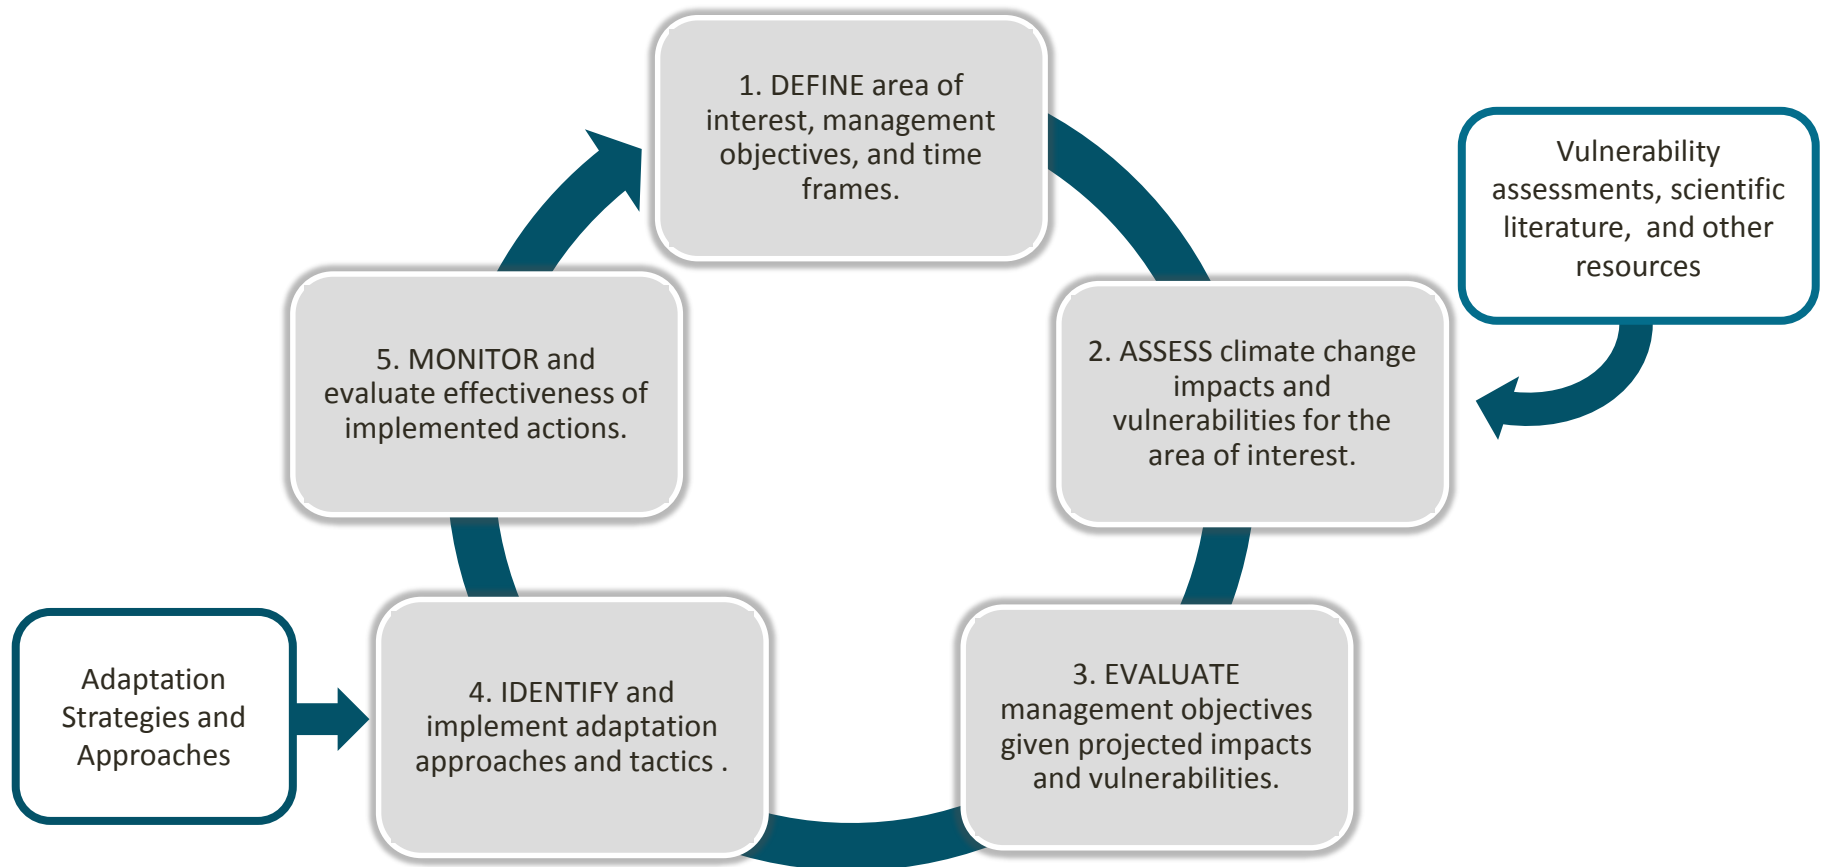 1. DEFINE area of
interest, management
objectives, and time
frames.
Vulnerability
assessments, scientific
literature, and other
resources
2. ASSESS climate change
impacts and
vulnerabilities for the
area of interest.
5. MONITOR and
evaluate effectiveness of
implemented actions.
3. EVALUATE
management objectives
given projected impacts
and vulnerabilities.
4. IDENTIFY and
implement adaptation
approaches and tactics .
Adaptation
Strategies and
Approaches